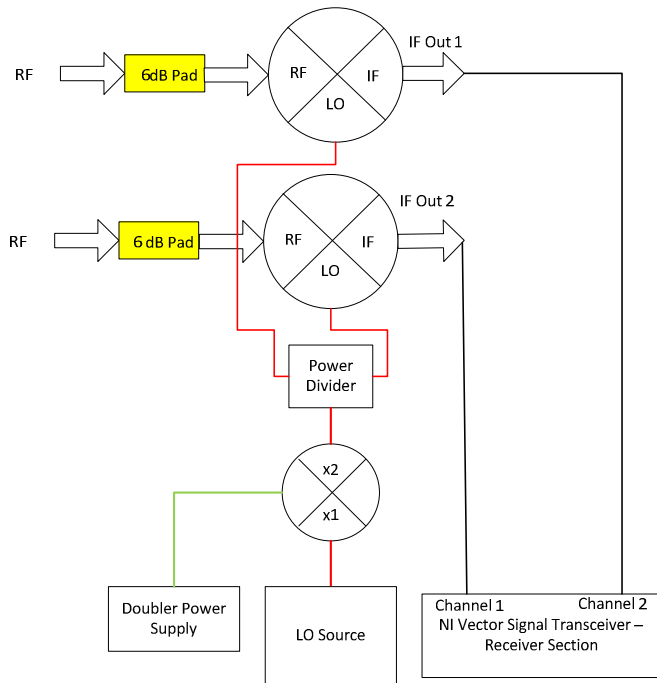 IF Out 1
RF
6dB Pad
RF
IF
LO
IF Out 2
RF
6 dB Pad
RF
IF
LO
Power
Divider
x2
x1
Doubler Power
Supply
LO Source
Channel 1
Channel 2
NI Vector Signal Transceiver –
Receiver Section